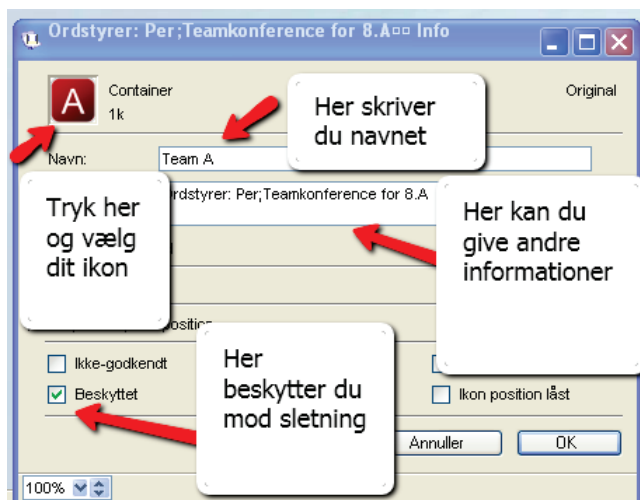 Ordstyrer: Per;Teamkonference for 8.A¤¤ Info
A
Container
1k
Original
Her skriver
du navnet
Navn:
Team A
Ordstyrer: Per;Teamkonference for 8.A
Tryk her
og vælg
dit ikon
Her kan du
give andre
informationer
position
Ikke-godkendt
Her
beskytter du
mod sletning
Beskyttet
Ikon position låst
Annuller
OK
100%